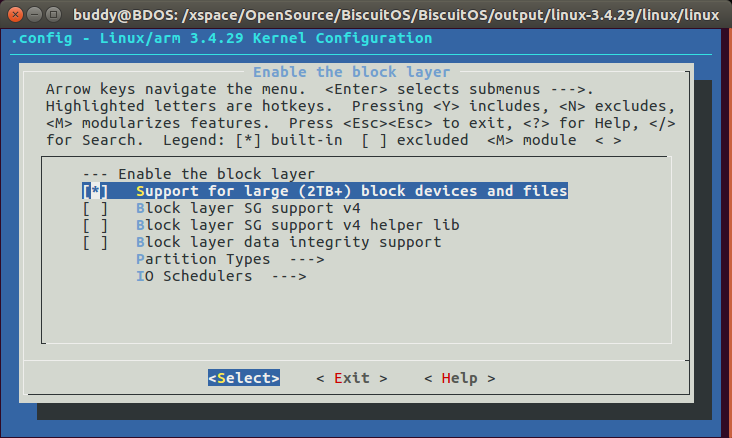 buddy@BDOS: /xspace/OpenSource/BiscuitOS/BiscuitOS/output/linux-3.4.29/linux/linux
.config - Linux/arm 3.4.29 Kernel Configuration
Enable the block layer
Arrow keys navigate the menu.  <Enter> selects submenus --->.
Highlighted letters are hotkeys.  Pressing <Y> includes, <N> excludes,
<M> modularizes features.  Press <Esc><Esc> to exit, <?> for Help, </>
for Search.  Legend: [*] built-in  [ ] excluded  <M> module  < >
--- Enable the block layer
[*]   Support for large (2TB+) block devices and files
[ ]   Block layer SG support v4
[ ]   Block layer SG support v4 helper lib
[ ]   Block layer data integrity support
Partition Types  --->
IO Schedulers  --->
<Select>    < Exit >    < Help >